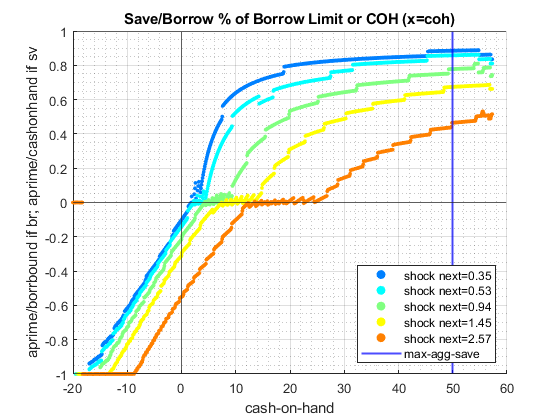 Save/Borrow % of Borrow Limit or COH (x=coh)
aprime/borrbound if br; aprime/cashonhand if sv
1
0.8
0.6
0.4
0.2
0
-0.2
-0.4
-0.6
-0.8
-1
shock next=0.35
shock next=0.53
shock next=0.94
shock next=1.45
shock next=2.57
max-agg-save
-20 -10 0 10 20 30 40 50 60
cash-on-hand